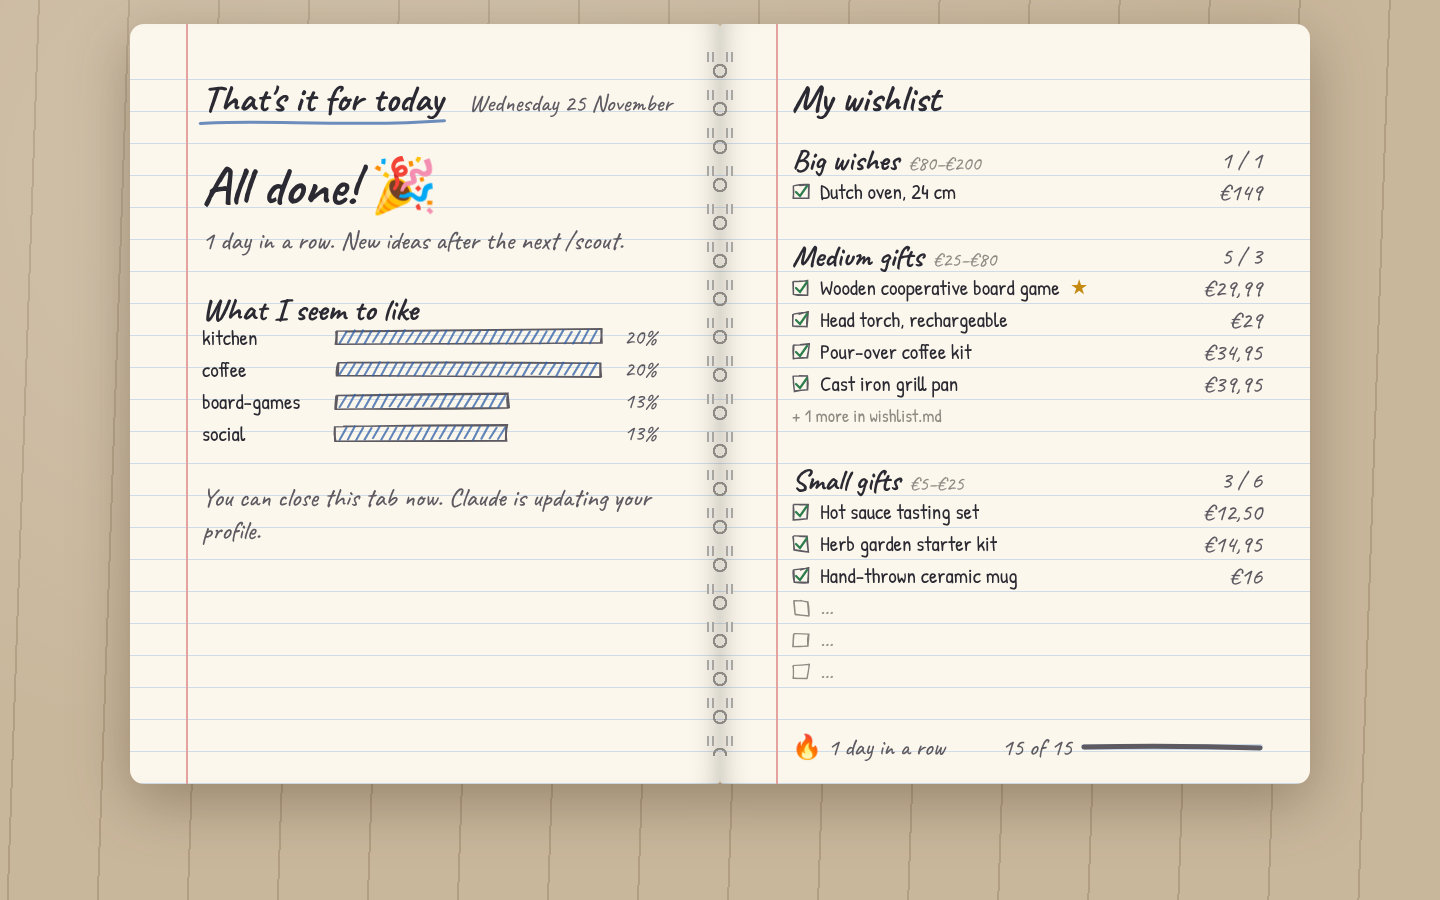 That's it for today Wednesday 25 November
All done!
1 day in a row. New ideas after the next /scout.
What I seem to like
kitchen 20%
coffee 20%
board-games 13%
social 13%
You can close this tab now. Claude is updating your
profile.
My wishlist
Big wishes €80–€200 1 / 1
Dutch oven, 24 cm €149
Medium gifts €25–€80 5 / 3
Wooden cooperative board game ★ €29,99
Head torch, rechargeable €29
Pour-over coffee kit €34,95
Cast iron grill pan €39,95
+ 1 more in wishlist.md
Small gifts €5–€25 3 / 6
Hot sauce tasting set €12,50
Herb garden starter kit €14,95
Hand-thrown ceramic mug €16
...
...
...
1 day in a row 15 of 15